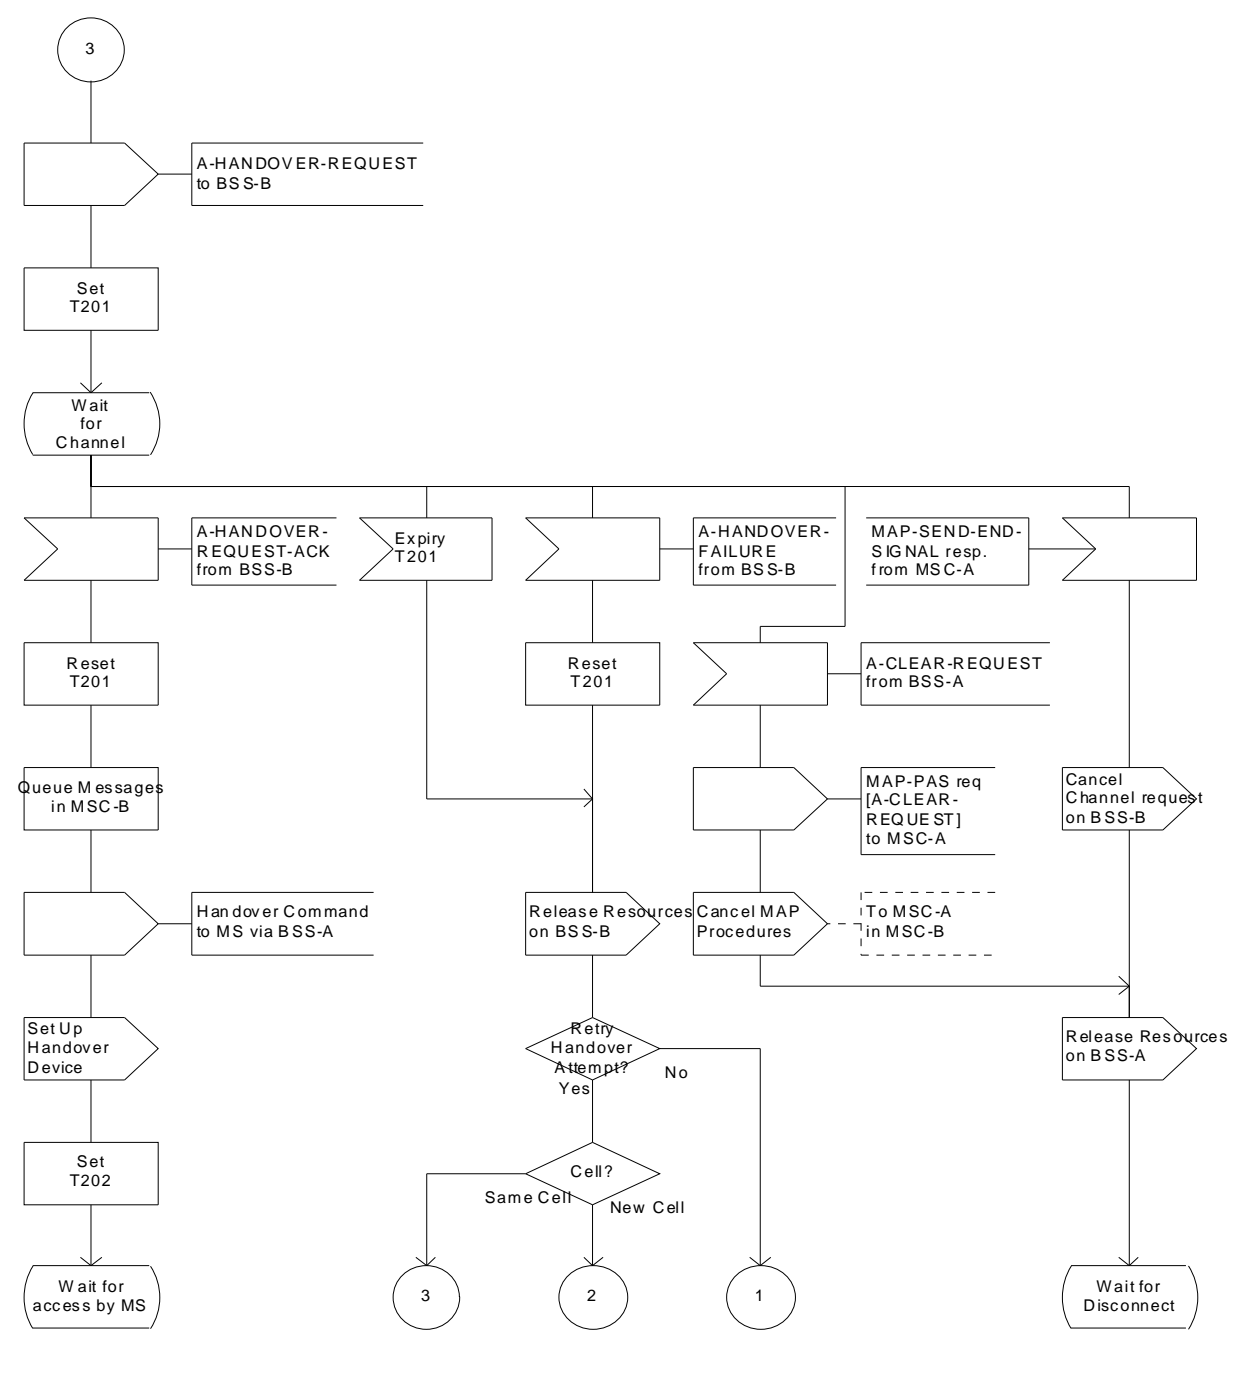 3
A-HANDOVER-REQUEST
to BSS-B
Set
T201
Wait
for
Channel
A-HANDOVER-
REQUEST-ACK
from BSS-B
Expiry
T201
A-HANDOVER-
FAILURE
from BSS-B
MAP-SEND-END-
SIGNAL resp.
from MSC-A
Reset
T201
Reset
T201
A-CLEAR-REQUEST
from BSS-A
Queue Messages
in MSC-B
MAP-PAS req
[A-CLEAR-
REQUEST]
to MSC-A
Cancel
Channel request
on BSS-B
Handover Command
to MS via BSS-A
Release Resources
on BSS-B
Cancel MAP
Procedures
To MSC-A
in MSC-B
Set Up
Handover
Device
Retry
Handover
Attempt?
Yes
No
Release Resources
on BSS-A
Set
T202
Cell?
Same Cell
New Cell
Wait for
access by MS
3
2
1
Wait for
Disconnect